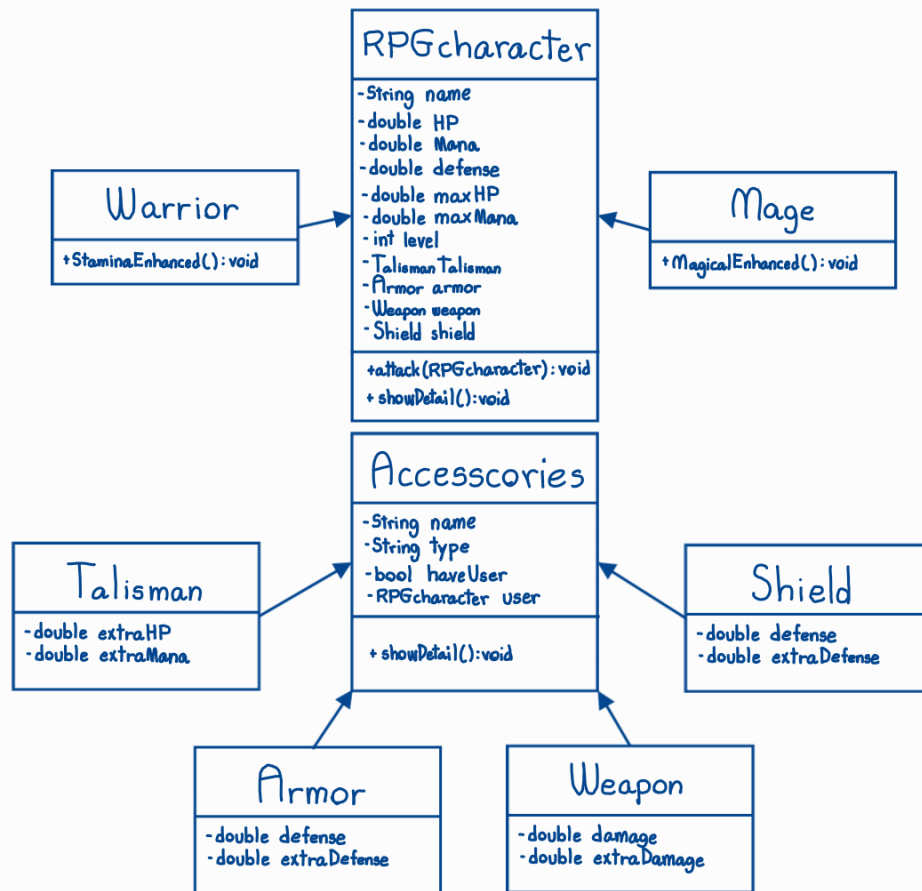 RPGcharacter
-String name
-double HP
-double Mana
-double defense
-double maxHP
-double maxMana
-int level
-Talisman Talisman
-Armor armor
-Weapon weapon
-Shield shield
+attack(RPGcharacter):void
+ showDetail():void
Warrior
+StaminaEnhanced():void
Mage
+MagicalEnhanced():void
Accesscories
-String name
-String type
-bool haveUser
-RPGcharacter user
+ showDetail():void
Talisman
-double extraHP
-double extraMana
Shield
-double defense
-double extraDefense
Armor
-double defense
-double extraDefense
Weapon
-double damage
-double extraDamage